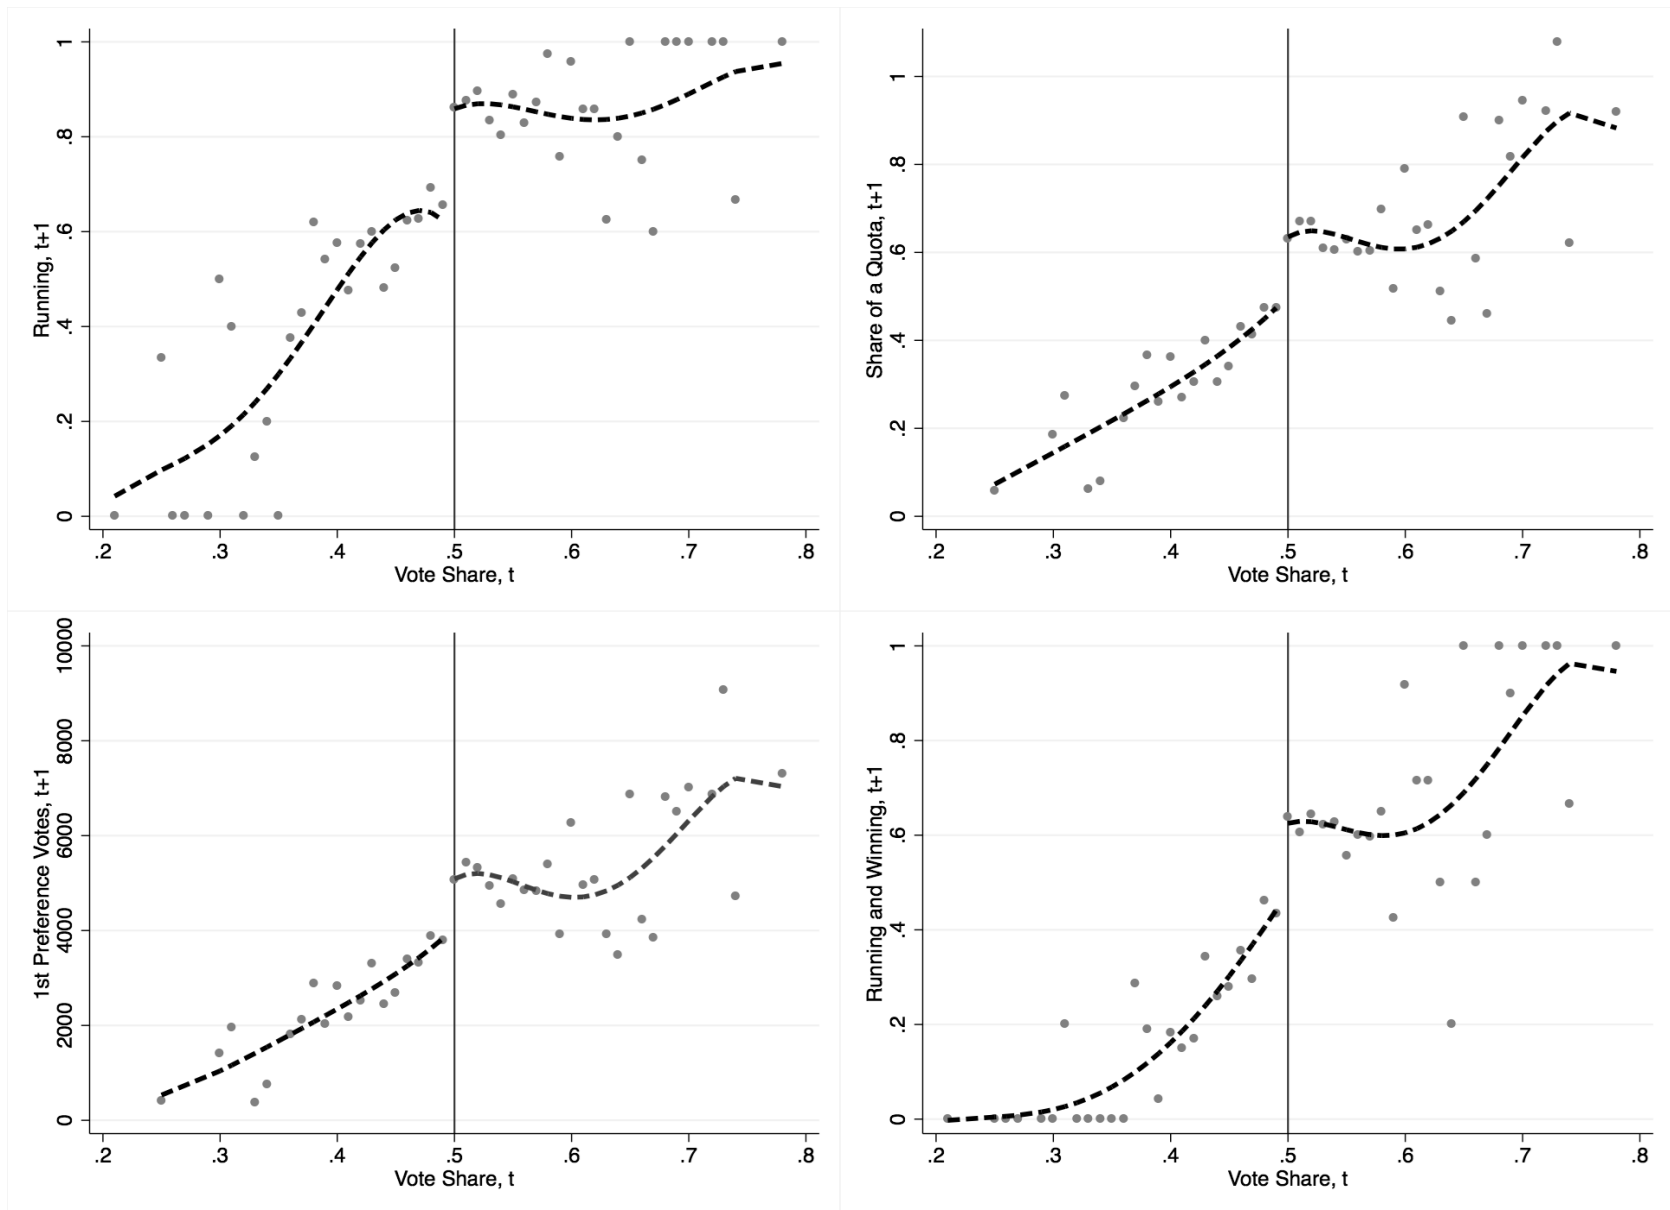 Running, t+1
1
.8
.6
.4
.2
0
.2 .3 .4 .5 .6 .7 .8
Vote Share, t
Share of a Quota, t+1
1
.8
.6
.4
.2
0
.2 .3 .4 .5 .6 .7 .8
Vote Share, t
1st Preference Votes, t+1
10000
8000
6000
4000
2000
0
.2 .3 .4 .5 .6 .7 .8
Vote Share, t
Running and Winning, t+1
1
.8
.6
.4
.2
0
.2 .3 .4 .5 .6 .7 .8
Vote Share, t